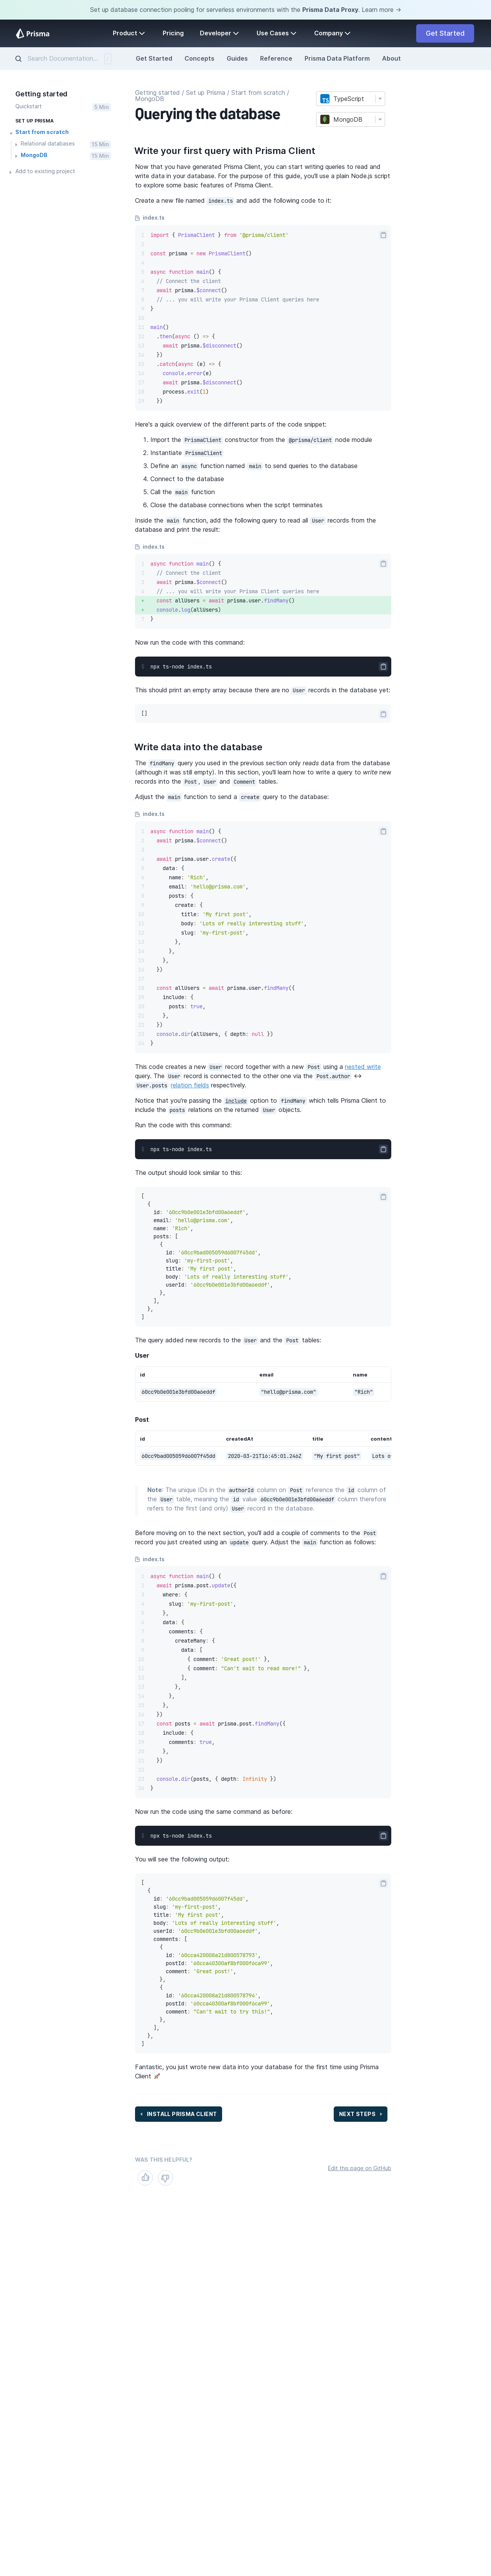 Set up database connection pooling for serverless environments with the Prisma Data Proxy. Learn more →
Prisma
Product
Pricing
Developer
Use Cases
Company
Get Started
Search Documentation...
/
Get Started
Concepts
Guides
Reference
Prisma Data Platform
About
Getting started
Quickstart
5 Min
SET UP PRISMA
Start from scratch
Relational databases
15 Min
MongoDB
15 Min
Add to existing project
Getting started / Set up Prisma / Start from scratch /
MongoDB
Querying the database
TypeScript
MongoDB
Write your first query with Prisma Client
Now that you have generated Prisma Client, you can start writing queries to read and
write data in your database. For the purpose of this guide, you'll use a plain Node.js script
to explore some basic features of Prisma Client.
Create a new file named index.ts and add the following code to it:
index.ts
1 import { PrismaClient } from '@prisma/client'
2
3 const prisma = new PrismaClient()
4
5 async function main() {
6 // Connect the client
7 await prisma.$connect()
8 // ... you will write your Prisma Client queries here
9 }
10
11 main()
12 .then(async () => {
13 await prisma.$disconnect()
14 })
15 .catch(async (e) => {
16 console.error(e)
17 await prisma.$disconnect()
18 process.exit(1)
19 })
Here's a quick overview of the different parts of the code snippet:
1. Import the PrismaClient constructor from the @prisma/client node module
2. Instantiate PrismaClient
3. Define an async function named main to send queries to the database
4. Connect to the database
5. Call the main function
6. Close the database connections when the script terminates
Inside the main function, add the following query to read all User records from the
database and print the result:
index.ts
1 async function main() {
2 // Connect the client
3 await prisma.$connect()
4 // ... you will write your Prisma Client queries here
+ const allUsers = await prisma.user.findMany()
+ console.log(allUsers)
7 }
Now run the code with this command:
$ npx ts-node index.ts
This should print an empty array because there are no User records in the database yet:
[]
Write data into the database
The findMany query you used in the previous section only reads data from the database
(although it was still empty). In this section, you'll learn how to write a query to write new
records into the Post, User and Comment tables.
Adjust the main function to send a create query to the database:
index.ts
1 async function main() {
2 await prisma.$connect()
3
4 await prisma.user.create({
5 data: {
6 name: 'Rich',
7 email: 'hello@prisma.com',
8 posts: {
9 create: {
10 title: 'My first post',
11 body: 'Lots of really interesting stuff',
12 slug: 'my-first-post',
13 },
14 },
15 },
16 })
17
18 const allUsers = await prisma.user.findMany({
19 include: {
20 posts: true,
21 },
22 })
23 console.dir(allUsers, { depth: null })
24 }
This code creates a new User record together with a new Post using a nested write
query. The User record is connected to the other one via the Post.author ↔
User.posts relation fields respectively.
Notice that you're passing the include option to findMany which tells Prisma Client to
include the posts relations on the returned User objects.
Run the code with this command:
$ npx ts-node index.ts
The output should look similar to this:
[
{
id: '60cc9b0e001e3bfd00a6eddf',
email: 'hello@prisma.com',
name: 'Rich',
posts: [
{
id: '60cc9bad005059d6007f45dd',
slug: 'my-first-post',
title: 'My first post',
body: 'Lots of really interesting stuff',
userId: '60cc9b0e001e3bfd00a6eddf',
},
],
},
]
The query added new records to the User and the Post tables:
User
id email name
60cc9b0e001e3bfd00a6eddf "hello@prisma.com" "Rich"
Post
id createdAt title content
60cc9bad005059d6007f45dd 2020-03-21T16:45:01.246Z "My first post" Lots o
Note: The unique IDs in the authorId column on Post reference the id column of
the User table, meaning the id value 60cc9b0e001e3bfd00a6eddf column therefore
refers to the first (and only) User record in the database.
Before moving on to the next section, you'll add a couple of comments to the Post
record you just created using an update query. Adjust the main function as follows:
index.ts
1 async function main() {
2 await prisma.post.update({
3 where: {
4 slug: 'my-first-post',
5 },
6 data: {
7 comments: {
8 createMany: {
9 data: [
10 { comment: 'Great post!' },
11 { comment: "Can't wait to read more!" },
12 ],
13 },
14 },
15 },
16 })
17 const posts = await prisma.post.findMany({
18 include: {
19 comments: true,
20 },
21 })
22
23 console.dir(posts, { depth: Infinity })
24 }
Now run the code using the same command as before:
$ npx ts-node index.ts
You will see the following output:
[
{
id: '60cc9bad005059d6007f45dd',
slug: 'my-first-post',
title: 'My first post',
body: 'Lots of really interesting stuff',
userId: '60cc9b0e001e3bfd00a6eddf',
comments: [
{
id: '60cca420008a21d800578793',
postId: '60cca40300af8bf000f6ca99',
comment: 'Great post!',
},
{
id: '60cca420008a21d800578794',
postId: '60cca40300af8bf000f6ca99',
comment: "Can't wait to try this!",
},
],
},
]
Fantastic, you just wrote new data into your database for the first time using Prisma
Client 🚀
INSTALL PRISMA CLIENT
NEXT STEPS
WAS THIS HELPFUL?
Edit this page on GitHub